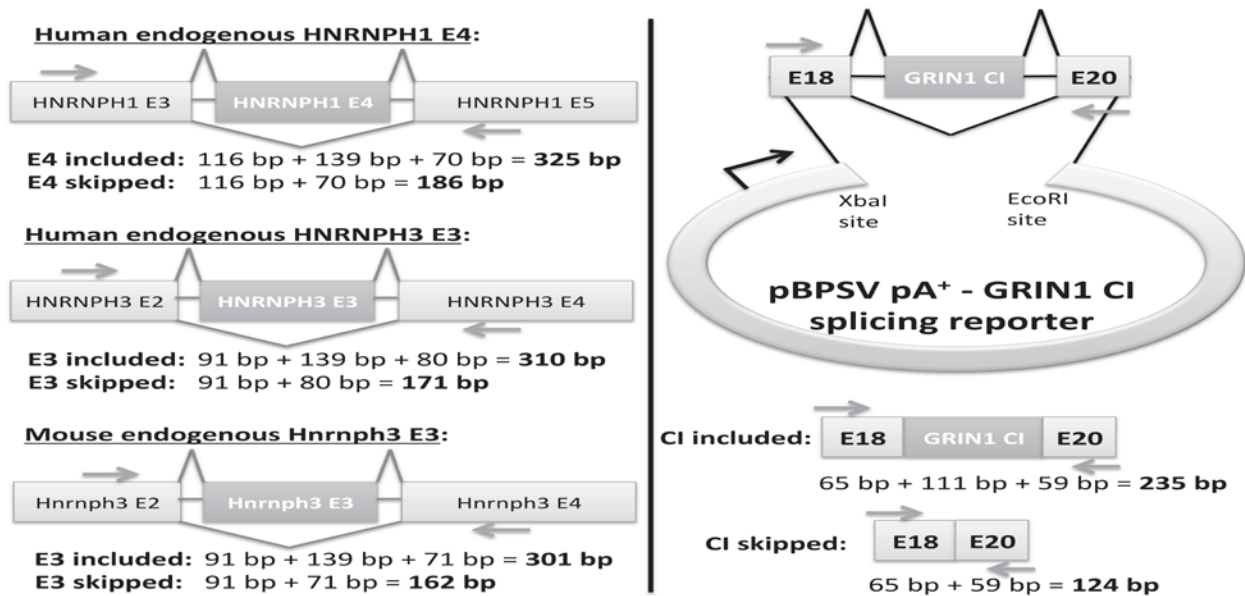 Human endogenous HNRNPH1 E4:
HNRNPH1 E3
HNRNPH1 E4
HNRNPH1 E5
E4 included: 116 bp + 139 bp + 70 bp = 325 bp
E4 skipped: 116 bp + 70 bp = 186 bp
Human endogenous HNRNPH3 E3:
HNRNPH3 E2
HNRNPH3 E3
HNRNPH3 E4
E3 included: 91 bp + 139 bp + 80 bp = 310 bp
E3 skipped: 91 bp + 80 bp = 171 bp
Mouse endogenous Hnrnph3 E3:
Hnrnph3 E2
Hnrnph3 E3
Hnrnph3 E4
E3 included: 91 bp + 139 bp + 71 bp = 301 bp
E3 skipped: 91 bp + 71 bp = 162 bp
E18
GRIN1 CI
E20
XbaI
site
EcoRI
site
pBPSV pA⁺ - GRIN1 CI
splicing reporter
CI included:
E18
GRIN1 CI
E20
65 bp + 111 bp + 59 bp = 235 bp
CI skipped:
E18
E20
65 bp + 59 bp = 124 bp